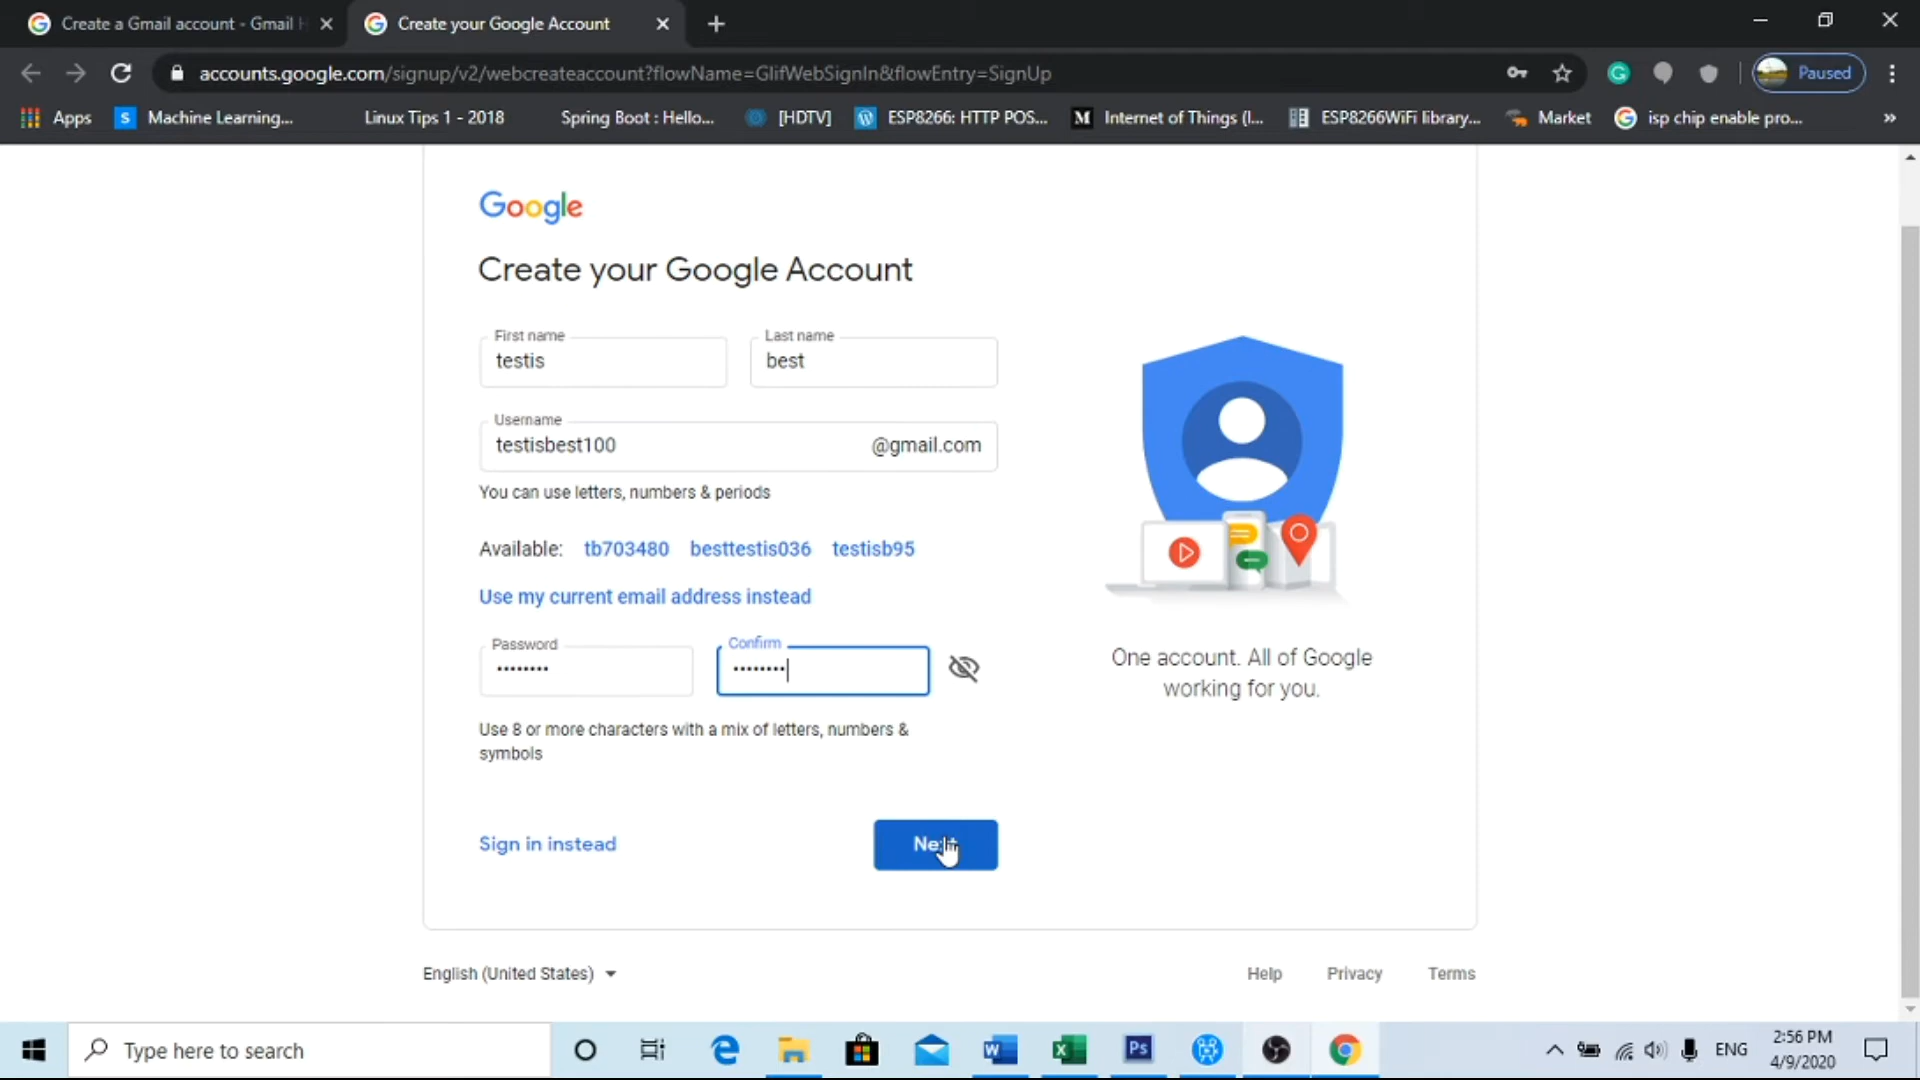 Create a Gmail account - Gmail H
Create your Google Account
accounts.google.com/signup/v2/webcreateaccount?flowName=GlifWebSignIn&flowEntry=SignUp
Paused
Apps
Machine Learning...
Linux Tips 1 - 2018
Spring Boot : Hello...
[HDTV]
ESP8266: HTTP POS...
Internet of Things (I...
ESP8266WiFi library...
Market
isp chip enable pro...
»
Google
Create your Google Account
First name
Last name
testis
best
Username
testisbest100
@gmail.com
You can use letters, numbers & periods
Available: tb703480 besttestis036 testisb95
Use my current email address instead
Password
Confirm
••••••••
••••••••
Use 8 or more characters with a mix of letters, numbers &
symbols
One account. All of Google
working for you.
Sign in instead
Next
English (United States)
Help
Privacy
Terms
Type here to search
ENG
2:56 PM
4/9/2020